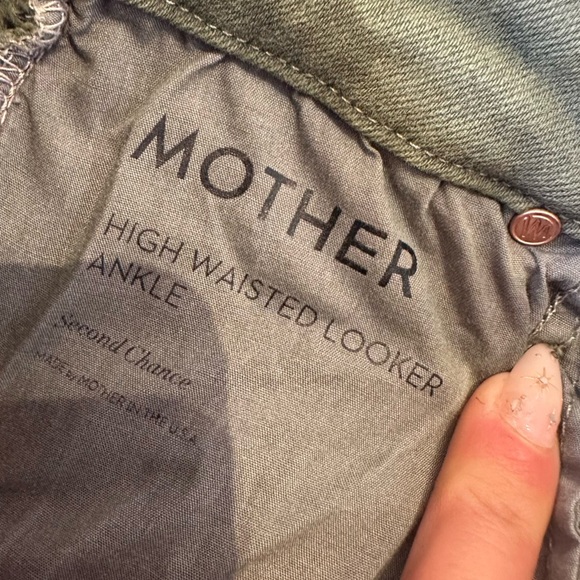 MOTHER
HIGH WAISTED LOOKER
ANKLE
Second Chance
MADE by MOTHER IN THE U.S.A.